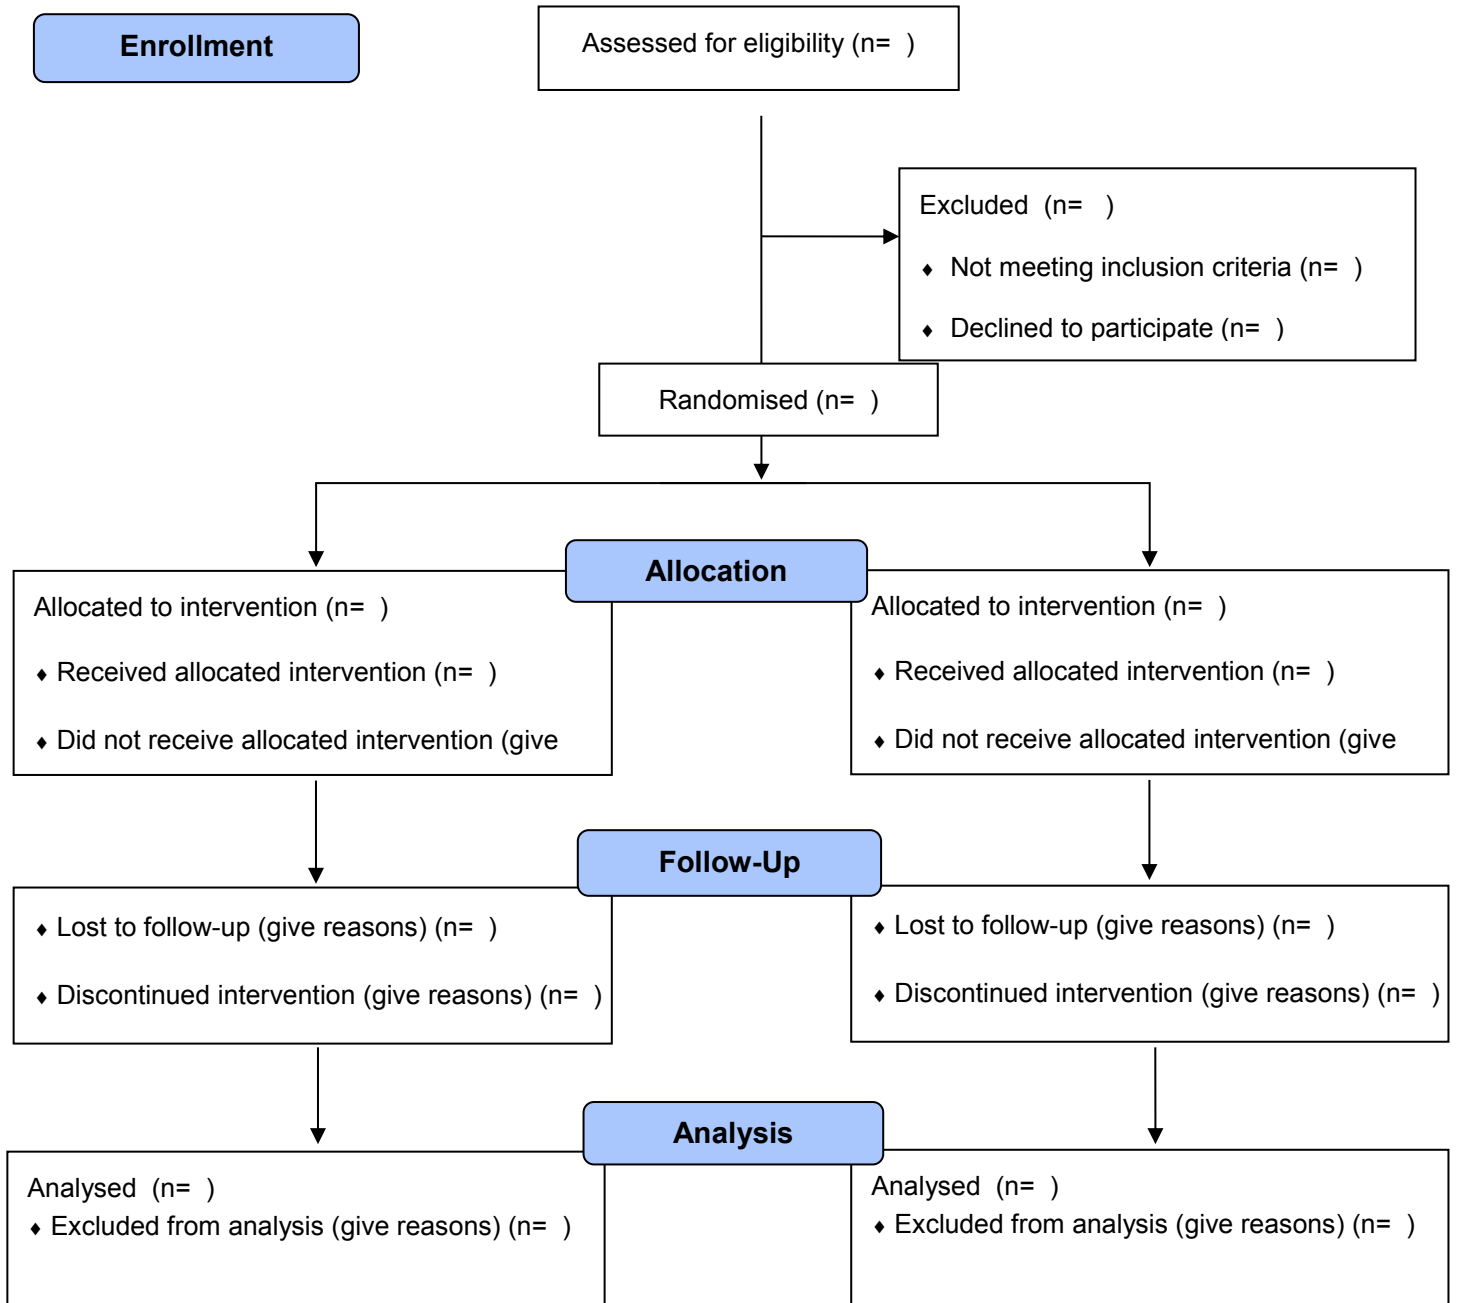 Enrollment
Assessed for eligibility (n=  )
Excluded  (n=   )
♦ Not meeting inclusion criteria (n=  )
♦ Declined to participate (n=  )
Randomised (n=  )
Allocation
Allocated to intervention (n=  )
♦ Received allocated intervention (n=  )
♦ Did not receive allocated intervention (give
Allocated to intervention (n=  )
♦ Received allocated intervention (n=  )
♦ Did not receive allocated intervention (give
Follow-Up
♦ Lost to follow-up (give reasons) (n=  )
♦ Discontinued intervention (give reasons) (n=  )
♦ Lost to follow-up (give reasons) (n=  )
♦ Discontinued intervention (give reasons) (n=  )
Analysis
Analysed  (n=  )
♦ Excluded from analysis (give reasons) (n=  )
Analysed  (n=  )
♦ Excluded from analysis (give reasons) (n=  )